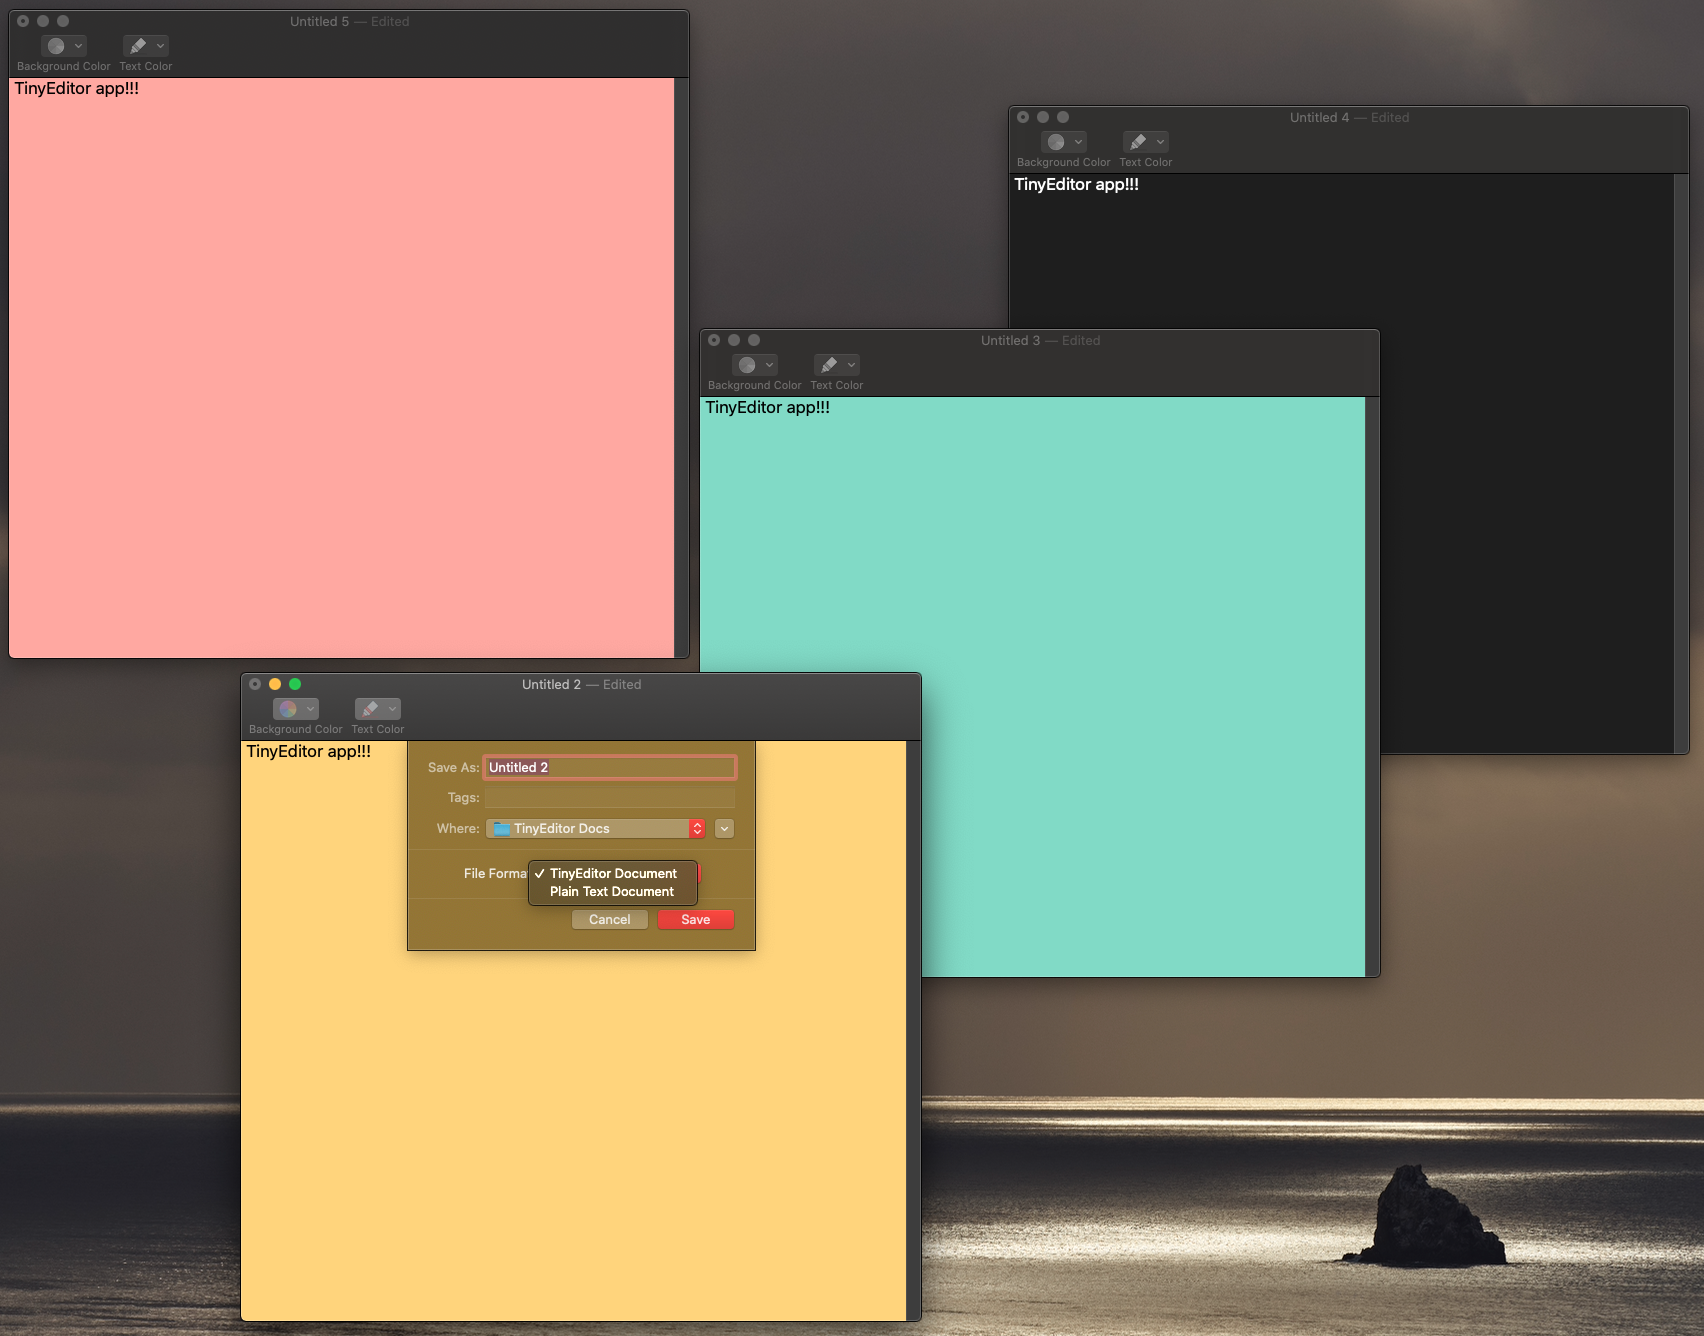 Untitled 5 — Edited
Background Color Text Color
TinyEditor app!!!
Untitled 4 — Edited
Background Color Text Color
TinyEditor app!!!
Untitled 3 — Edited
Background Color Text Color
TinyEditor app!!!
Untitled 2 — Edited
Background Color Text Color
TinyEditor app!!!
Save As: Untitled 2
Tags:
Where: TinyEditor Docs
File Forma
✓ TinyEditor Document
Plain Text Document
Cancel Save